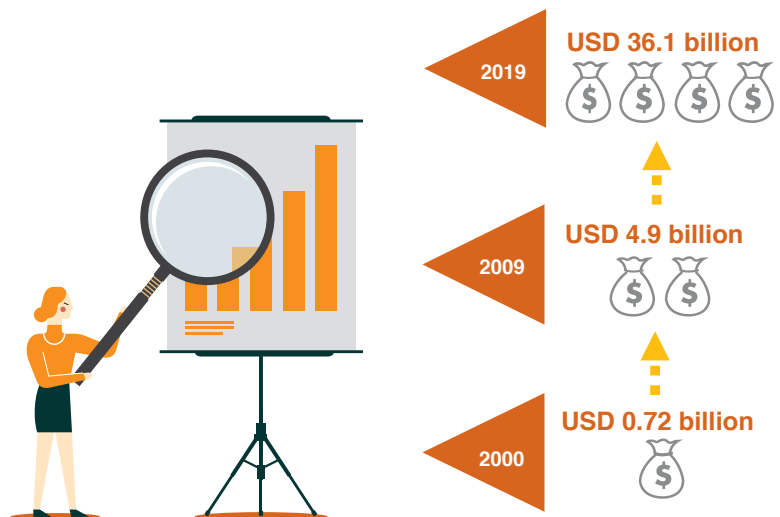 2019
USD 36.1 billion
$ $ $ $
2009
USD 4.9 billion
$ $
2000
USD 0.72 billion
$